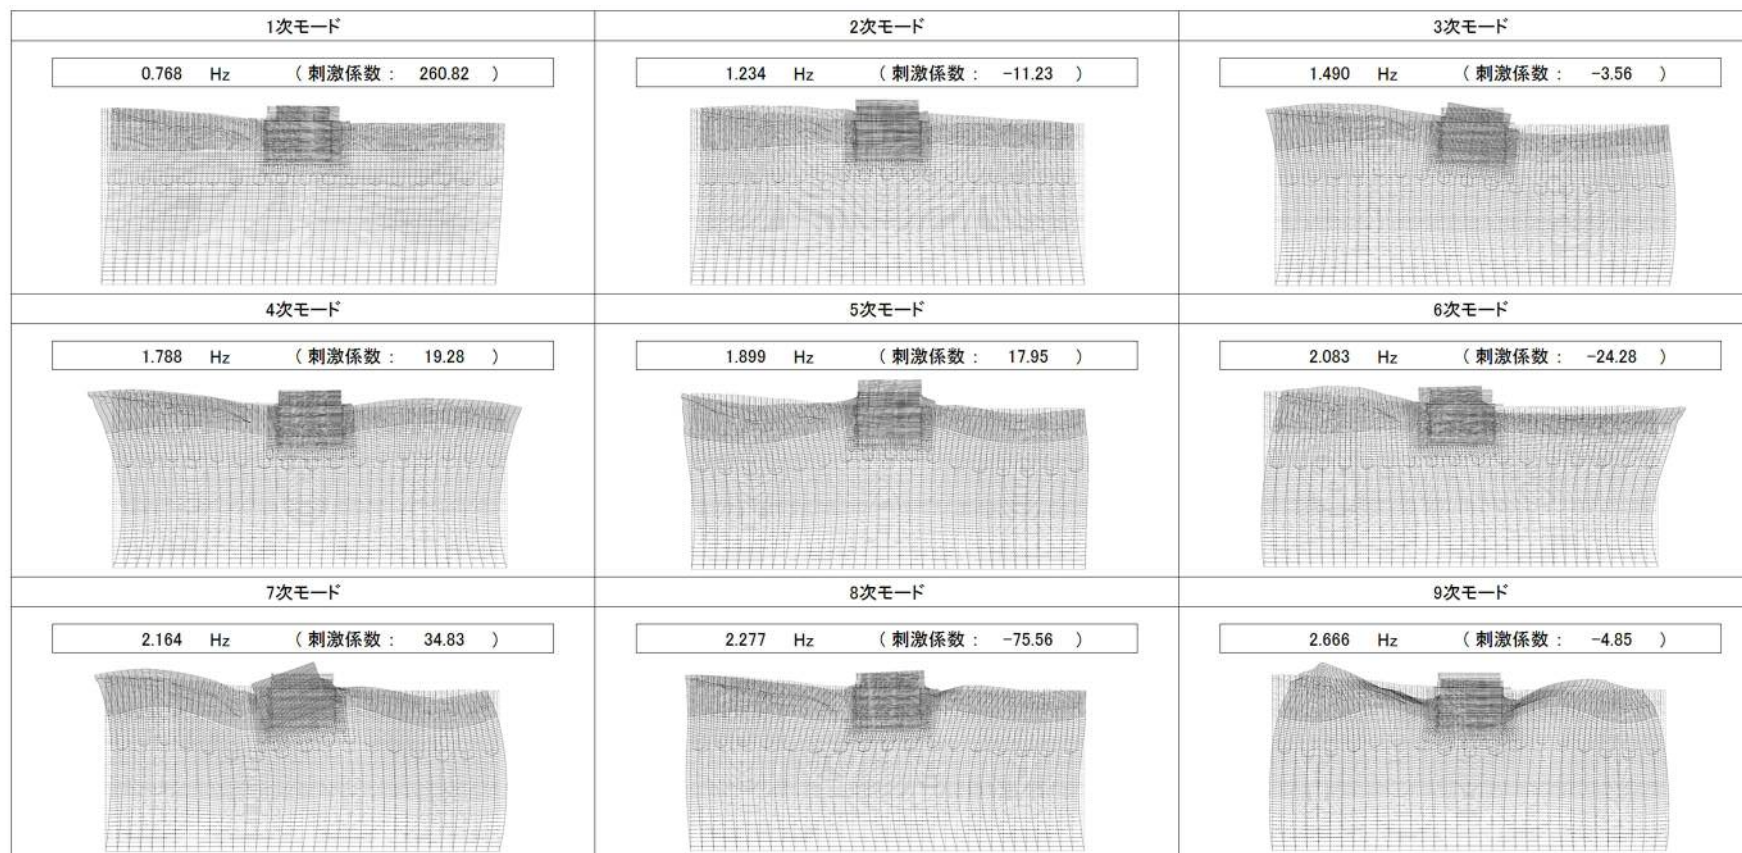 1次モード 2次モード 3次モード
0.768 Hz （ 刺激係数 : 260.82 ） 1.234 Hz （ 刺激係数 : -11.23 ） 1.490 Hz （ 刺激係数 : -3.56 ）
4次モード 5次モード 6次モード
1.788 Hz （ 刺激係数 : 19.28 ） 1.899 Hz （ 刺激係数 : 17.95 ） 2.083 Hz （ 刺激係数 : -24.28 ）
7次モード 8次モード 9次モード
2.164 Hz （ 刺激係数 : 34.83 ） 2.277 Hz （ 刺激係数 : -75.56 ） 2.666 Hz （ 刺激係数 : -4.85 ）